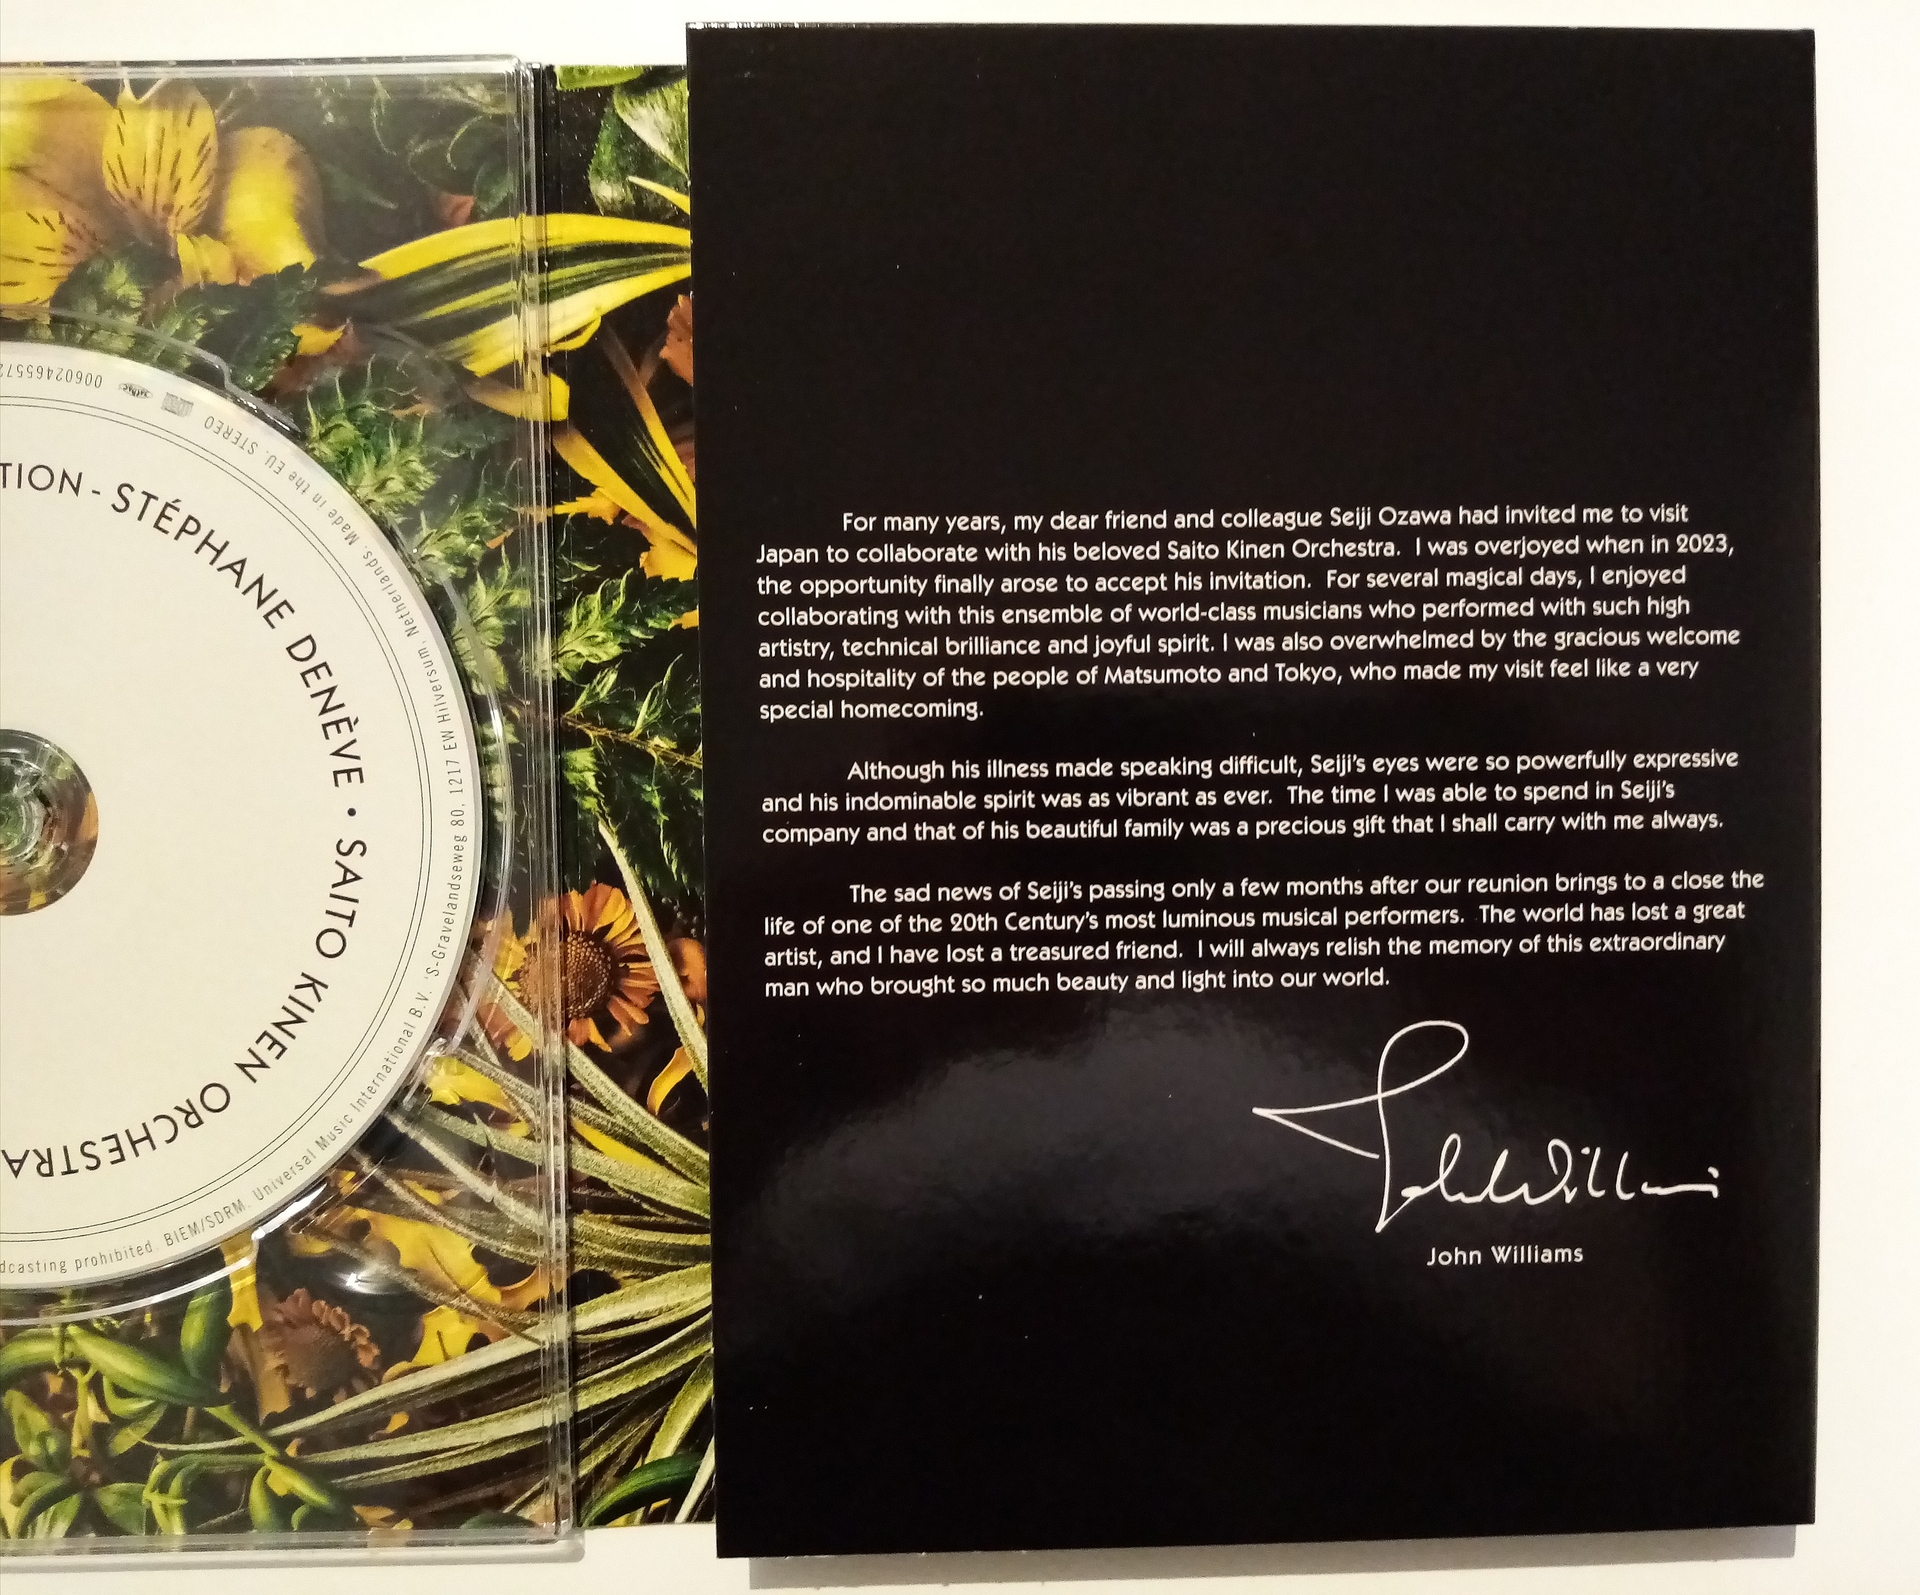 TION - STÉPHANE DENÈVE • SAITO KINEN ORCHESTRA
dcasting prohibited. BIEM/SDRM. Universal Music International B.V. 'S-Gravelandseweg 80, 1217 EW Hilversum, Netherlands. Made in the EU. STEREO
For many years, my dear friend and colleague Seiji Ozawa had invited me to visit
Japan to collaborate with his beloved Saito Kinen Orchestra. I was overjoyed when in 2023,
the opportunity finally arose to accept his invitation. For several magical days, I enjoyed
collaborating with this ensemble of world-class musicians who performed with such high
artistry, technical brilliance and joyful spirit. I was also overwhelmed by the gracious welcome
and hospitality of the people of Matsumoto and Tokyo, who made my visit feel like a very
special homecoming.
Although his illness made speaking difficult, Seiji's eyes were so powerfully expressive
and his indominable spirit was as vibrant as ever. The time I was able to spend in Seiji's
company and that of his beautiful family was a precious gift that I shall carry with me always.
The sad news of Seiji's passing only a few months after our reunion brings to a close the
life of one of the 20th Century's most luminous musical performers. The world has lost a great
artist, and I have lost a treasured friend. I will always relish the memory of this extraordinary
man who brought so much beauty and light into our world.
John Williams
John Williams